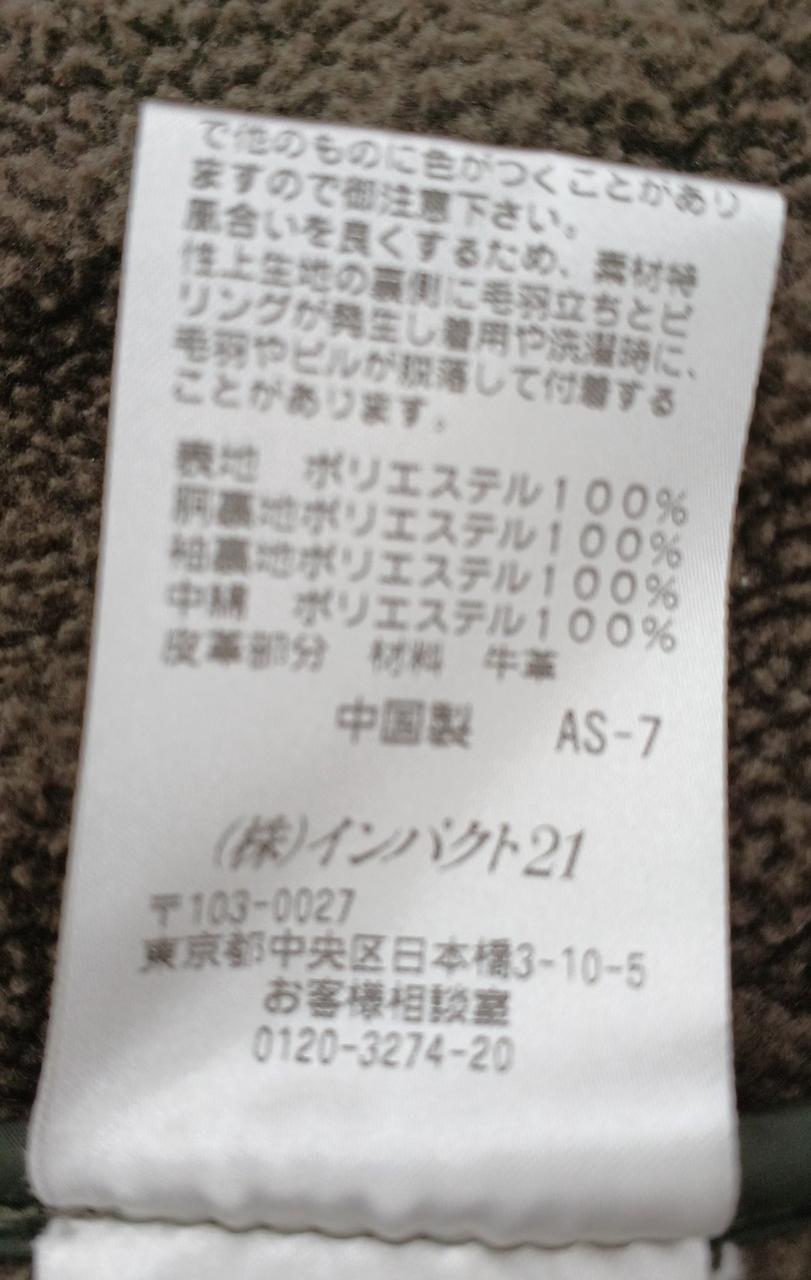 で他のものに色がつくことがあり
ますので御注意下さい。
風合いを良くするため、素材特
性上生地の裏側に毛羽立ちとピ
リングが発生し着用や洗濯時に、
毛羽やピルが脱落して付着する
ことがあります。
表地　ポリエステル100%
胴裏地ポリエステル100%
袖裏地ポリエステル100%
中綿　ポリエステル100%
皮革部分　材料　牛革
中国製　AS-7
(株)インパクト21
〒103-0027
東京都中央区日本橋3-10-5
お客様相談室
0120-3274-20